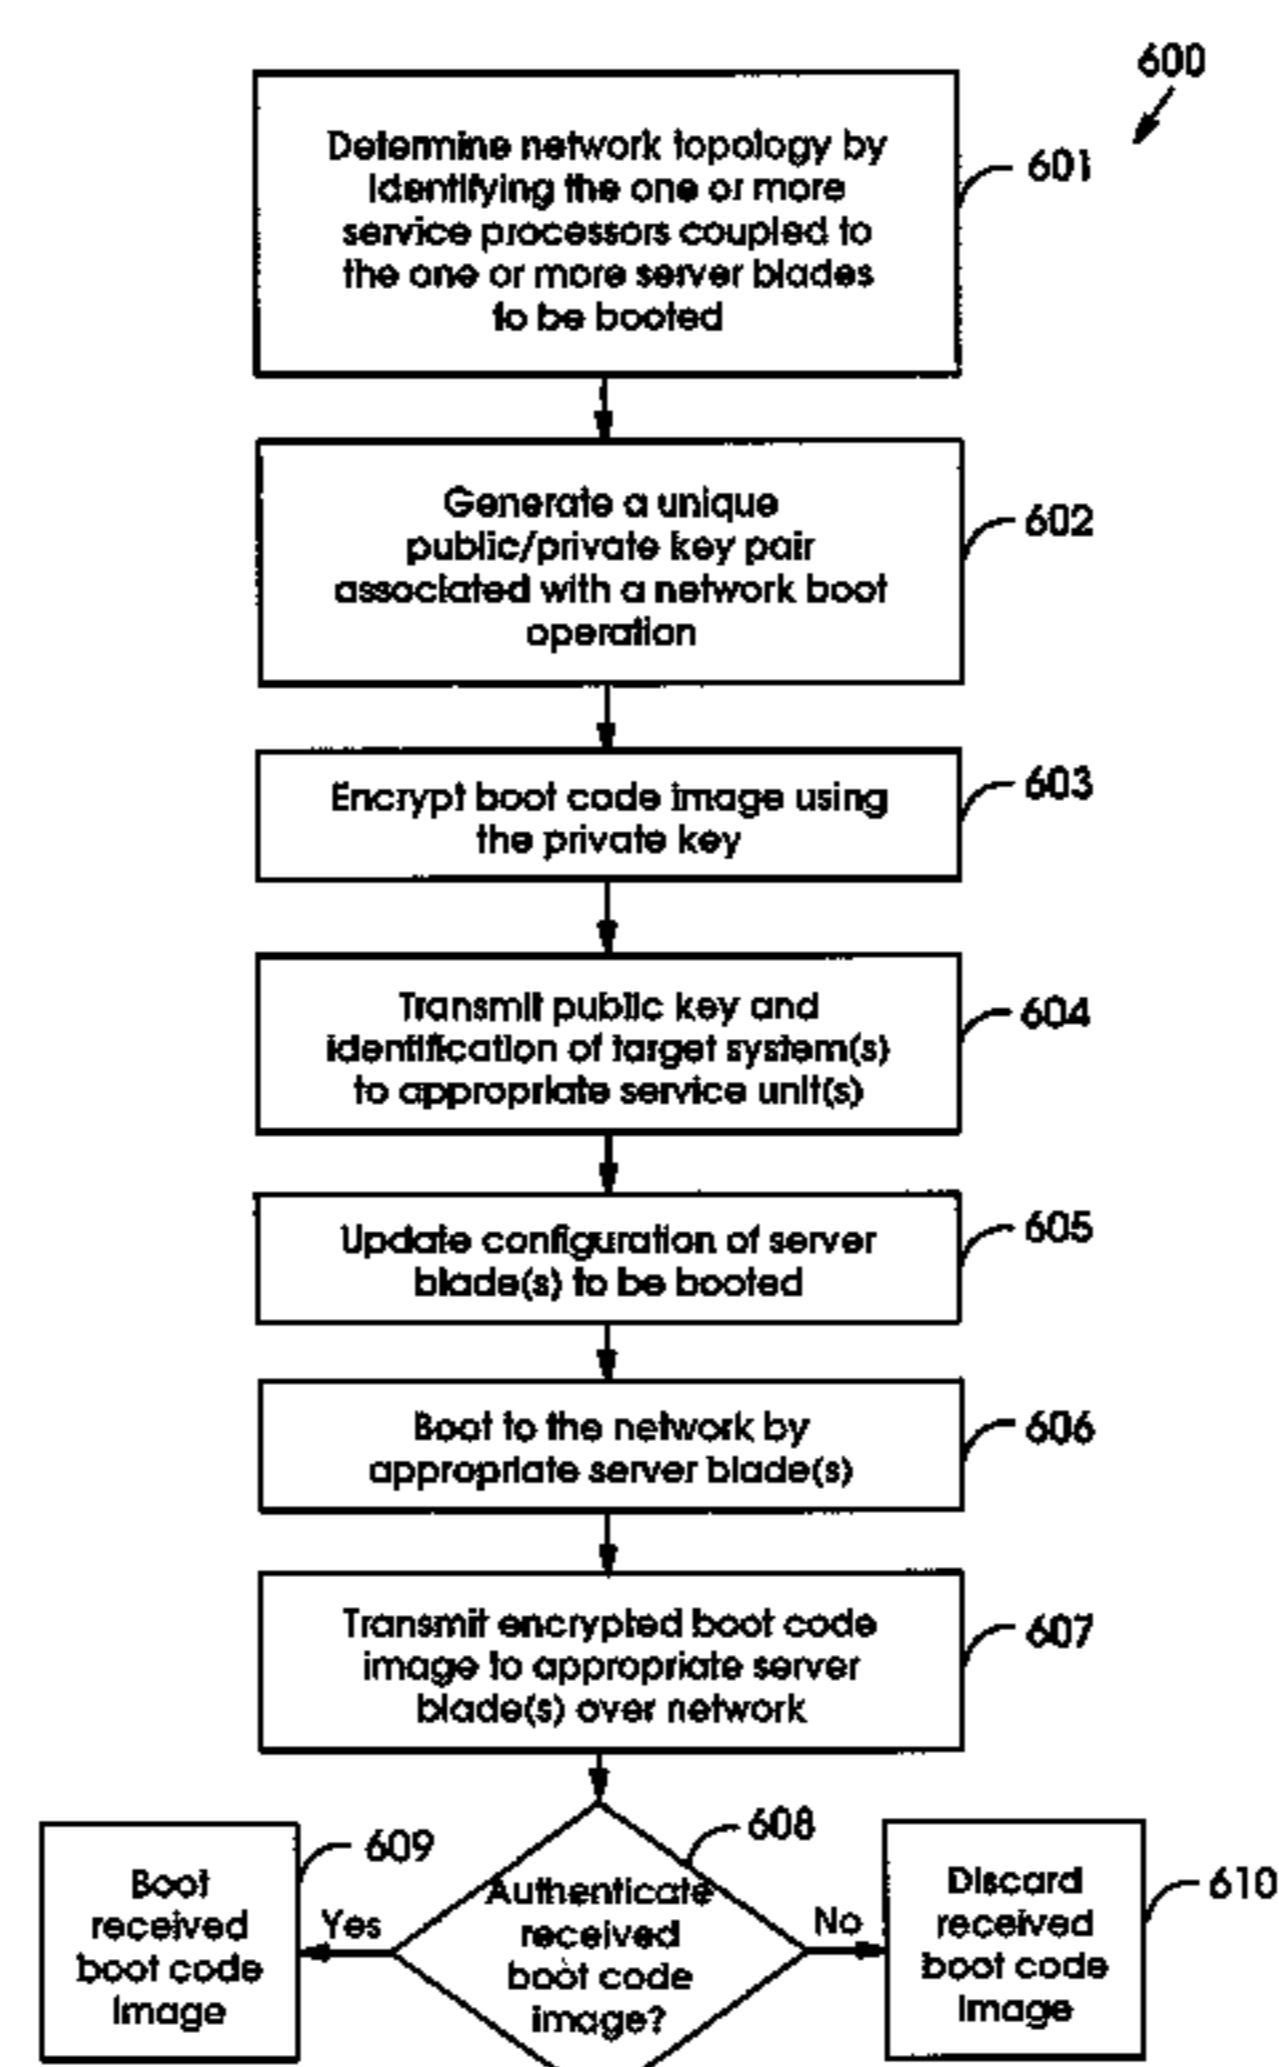 600
Determine network topology by
identifying the one or more
service processors coupled to
the one or more server blades
to be booted
601
Generate a unique
public/private key pair
associated with a network boot
operation
602
Encrypt boot code image using
the private key
603
Transmit public key and
identification of target system(s)
to appropriate service unit(s)
604
Update configuration of server
blade(s) to be booted
605
Boot to the network by
appropriate server blade(s)
606
Transmit encrypted boot code
image to appropriate server
blade(s) over network
607
608
Authenticate
received
boot code
image?
Yes
609
Boot
received
boot code
image
No
Discard
received
boot code
image
610